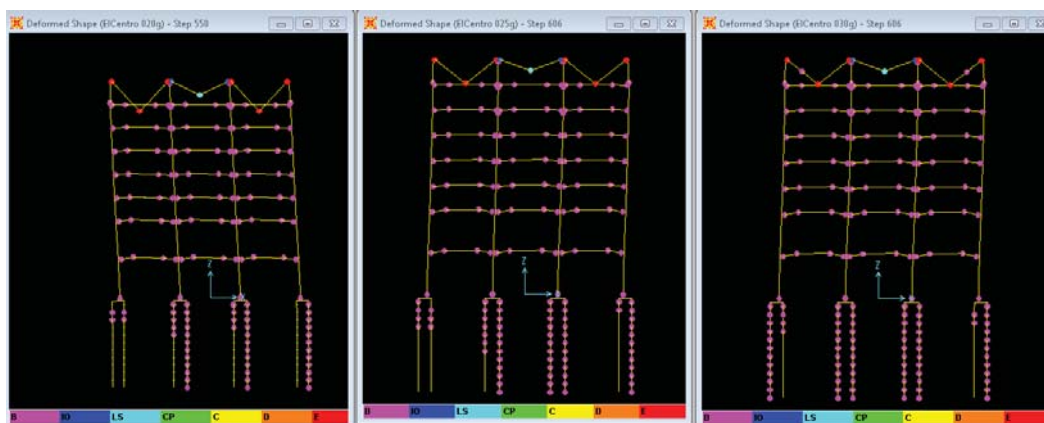 Deformed Shape (ElCentro 020g) - Step 550
Z
B IO LS CP C D E
Deformed Shape (ElCentro 025g) - Step 606
Z
B IO LS CP C D E
Deformed Shape (ElCentro 030g) - Step 606
Z
B IO LS CP C D E